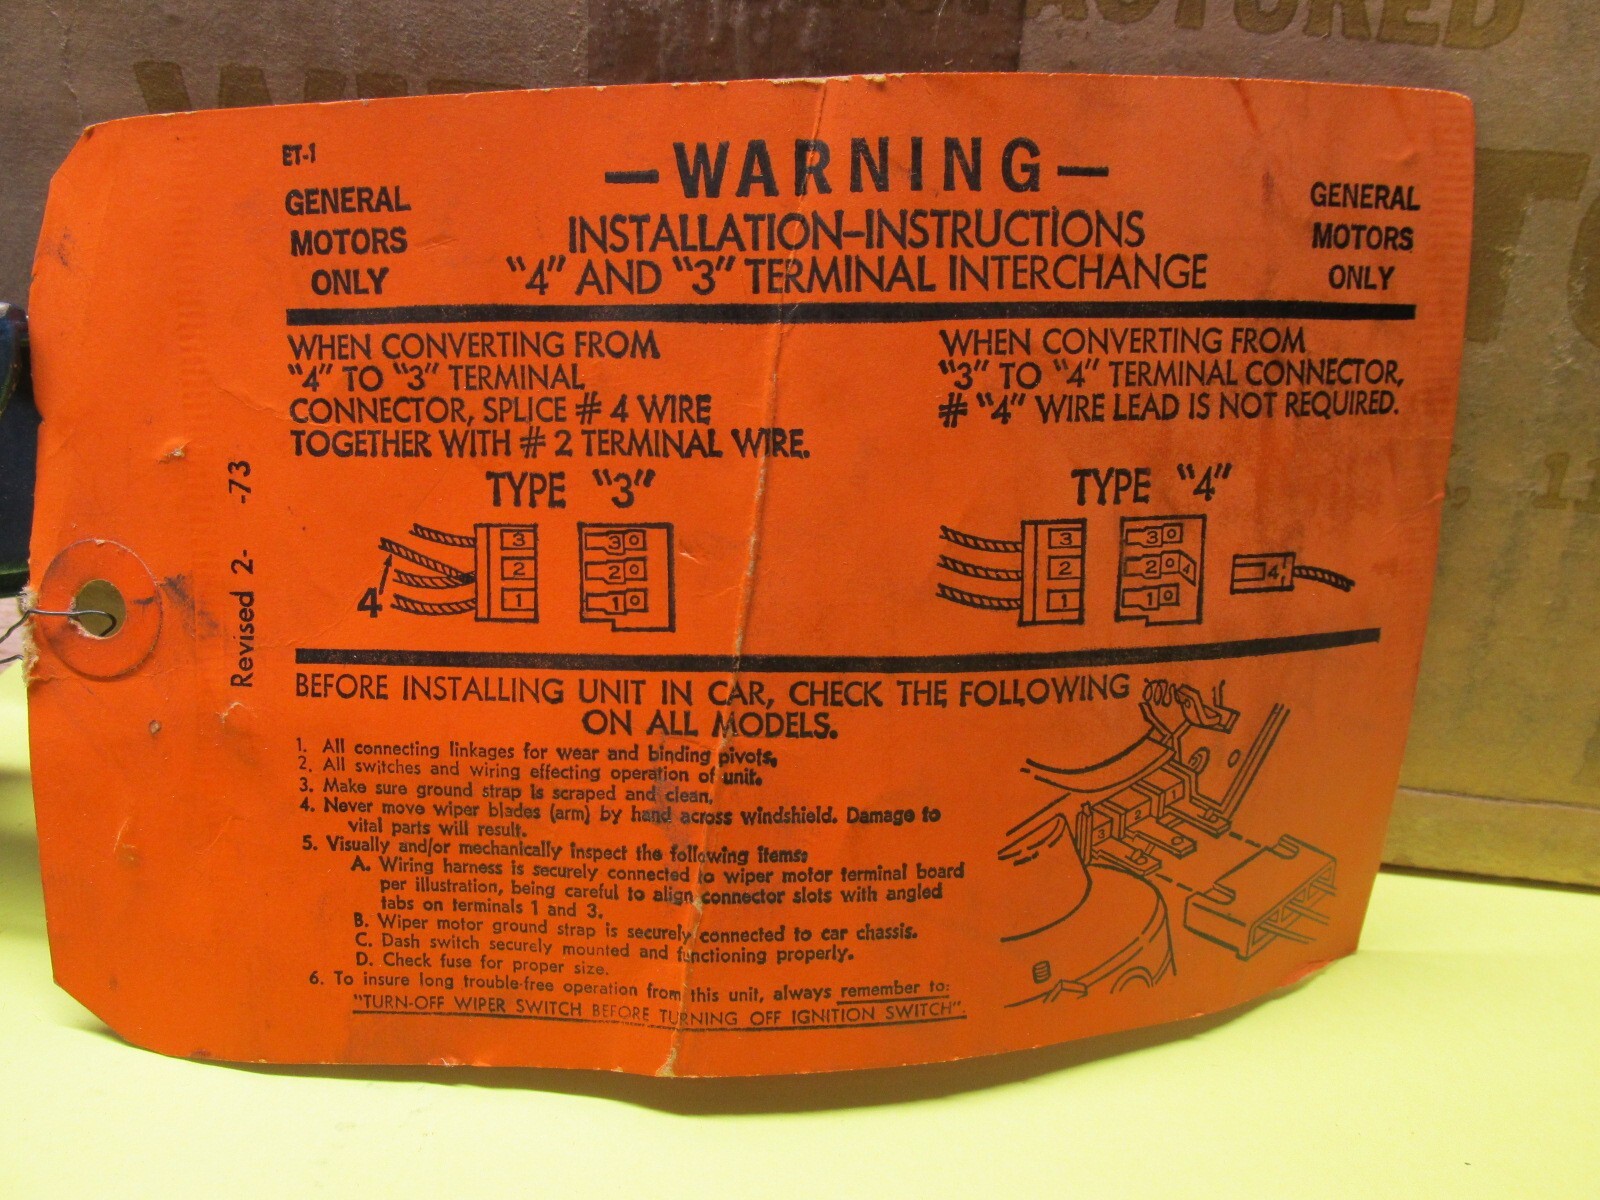 ET-1
GENERAL
MOTORS
ONLY
—WARNING—
INSTALLATION—INSTRUCTIONS
"4" AND "3" TERMINAL INTERCHANGE
GENERAL
MOTORS
ONLY
WHEN CONVERTING FROM
"4" TO "3" TERMINAL
CONNECTOR, SPLICE # 4 WIRE
TOGETHER WITH # 2 TERMINAL WIRE.
WHEN CONVERTING FROM
"3" TO "4" TERMINAL CONNECTOR,
# "4" WIRE LEAD IS NOT REQUIRED.
TYPE "3"
4
3
2
1
3
2
1
TYPE "4"
3
2
1
3
2 4
1
4
Revised 2- -73
BEFORE INSTALLING UNIT IN CAR, CHECK THE FOLLOWING
ON ALL MODELS.
1. All connecting linkages for wear and binding pivots.
2. All switches and wiring effecting operation of unit.
3. Make sure ground strap is scraped and clean.
4. Never move wiper blades (arm) by hand across windshield. Damage to
vital parts will result.
5. Visually and/or mechanically inspect the following items:
A. Wiring harness is securely connected to wiper motor terminal board
per illustration, being careful to align connector slots with angled
tabs on terminals 1 and 3.
B. Wiper motor ground strap is securely connected to car chassis.
C. Dash switch securely mounted and functioning properly.
D. Check fuse for proper size.
6. To insure long trouble-free operation from this unit, always remember to:
"TURN-OFF WIPER SWITCH BEFORE TURNING OFF IGNITION SWITCH".
3 2 1